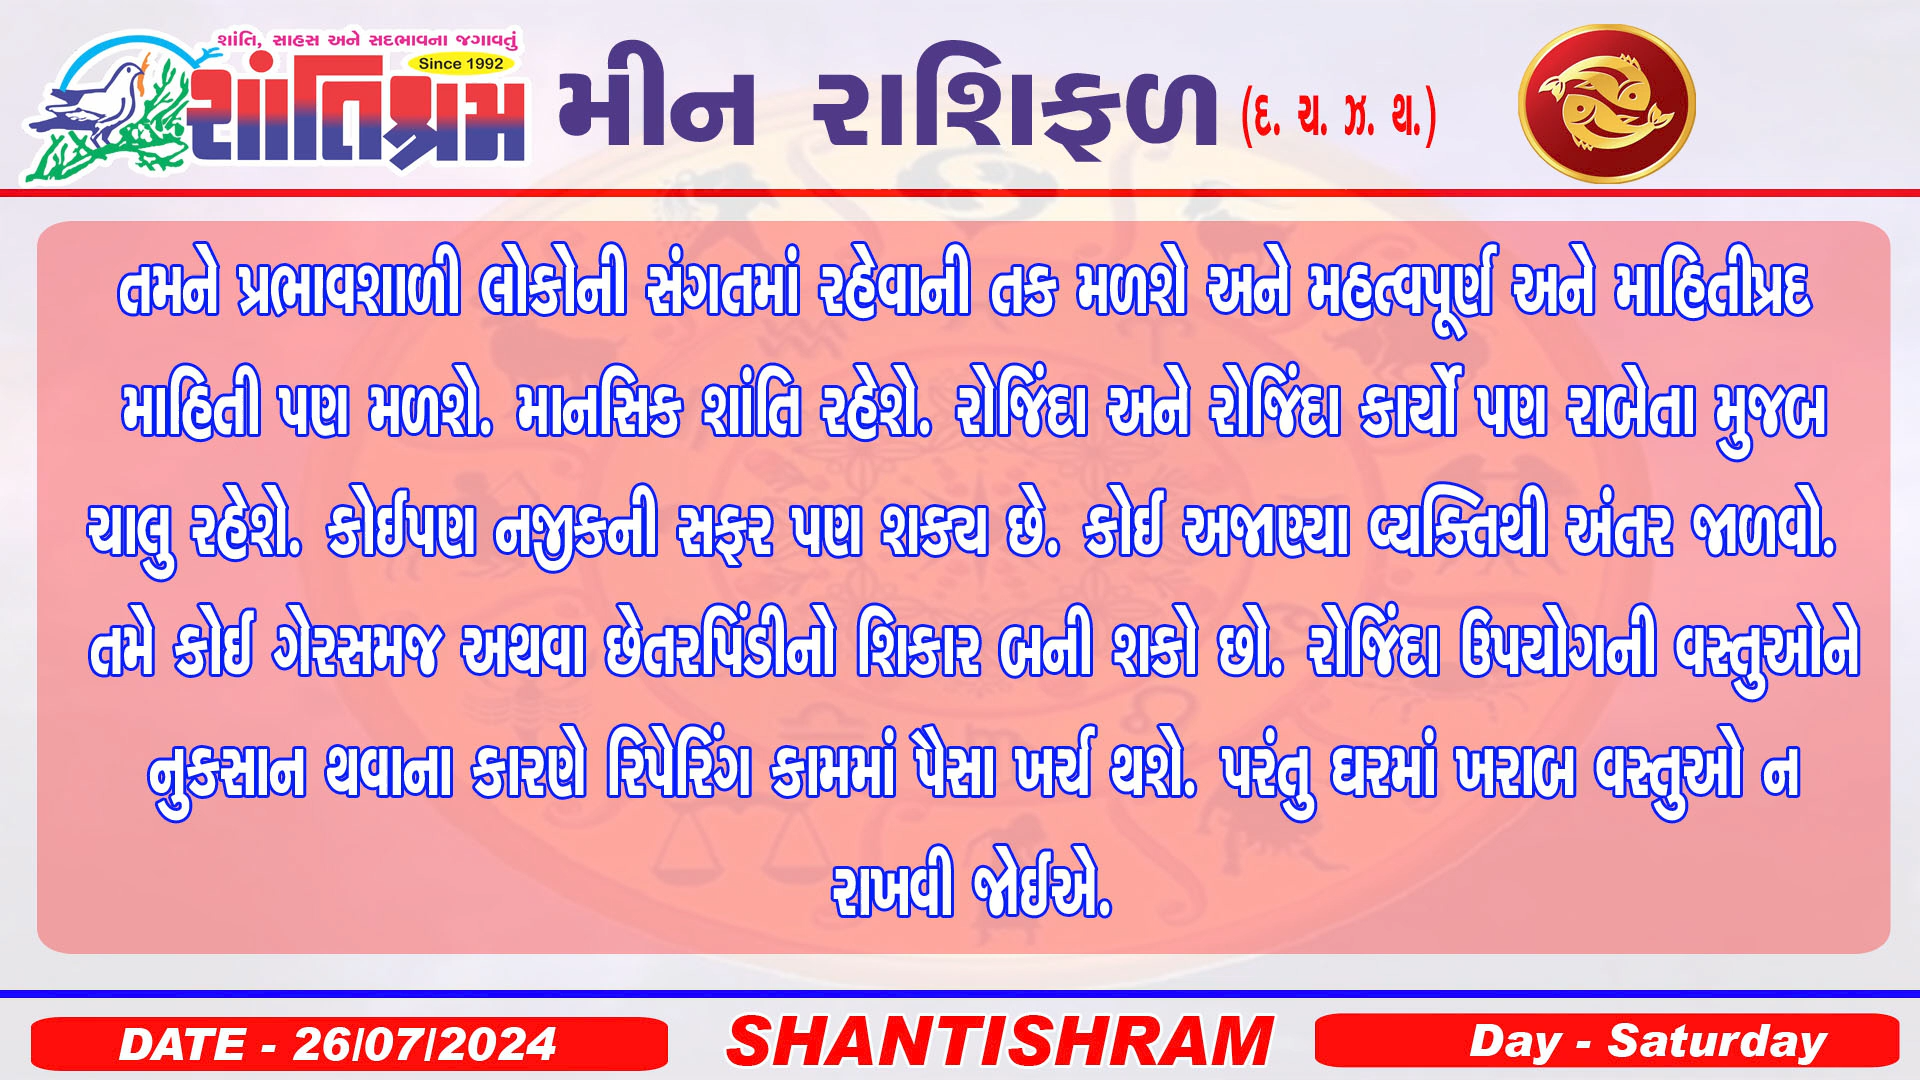 શાંતિ, સાહસ અને સદભાવના જગાવતું
Since 1992
શાંતિશ્રમ
મીન રાશિફળ (દ. ચ. ઝ. થ.)
તમને પ્રભાવશાળી લોકોની સંગતમાં રહેવાની તક મળશે અને મહત્વપૂર્ણ અને માહિતીપ્રદ
માહિતી પણ મળશે. માનસિક શાંતિ રહેશે. રોજિંદા અને રોજિંદા કાર્યો પણ રાબેતા મુજબ
ચાલુ રહેશે. કોઈપણ નજીકની સફર પણ શક્ય છે. કોઈ અજાણ્યા વ્યક્તિથી અંતર જાળવો.
તમે કોઈ ગેરસમજ અથવા છેતરપિંડીનો શિકાર બની શકો છો. રોજિંદા ઉપયોગની વસ્તુઓને
નુકસાન થવાના કારણે રિપેરિંગ કામમાં પૈસા ખર્ચ થશે. પરંતુ ઘરમાં ખરાબ વસ્તુઓ ન
રાખવી જોઈએ.
DATE - 26/07/2024
SHANTISHRAM
Day - Saturday